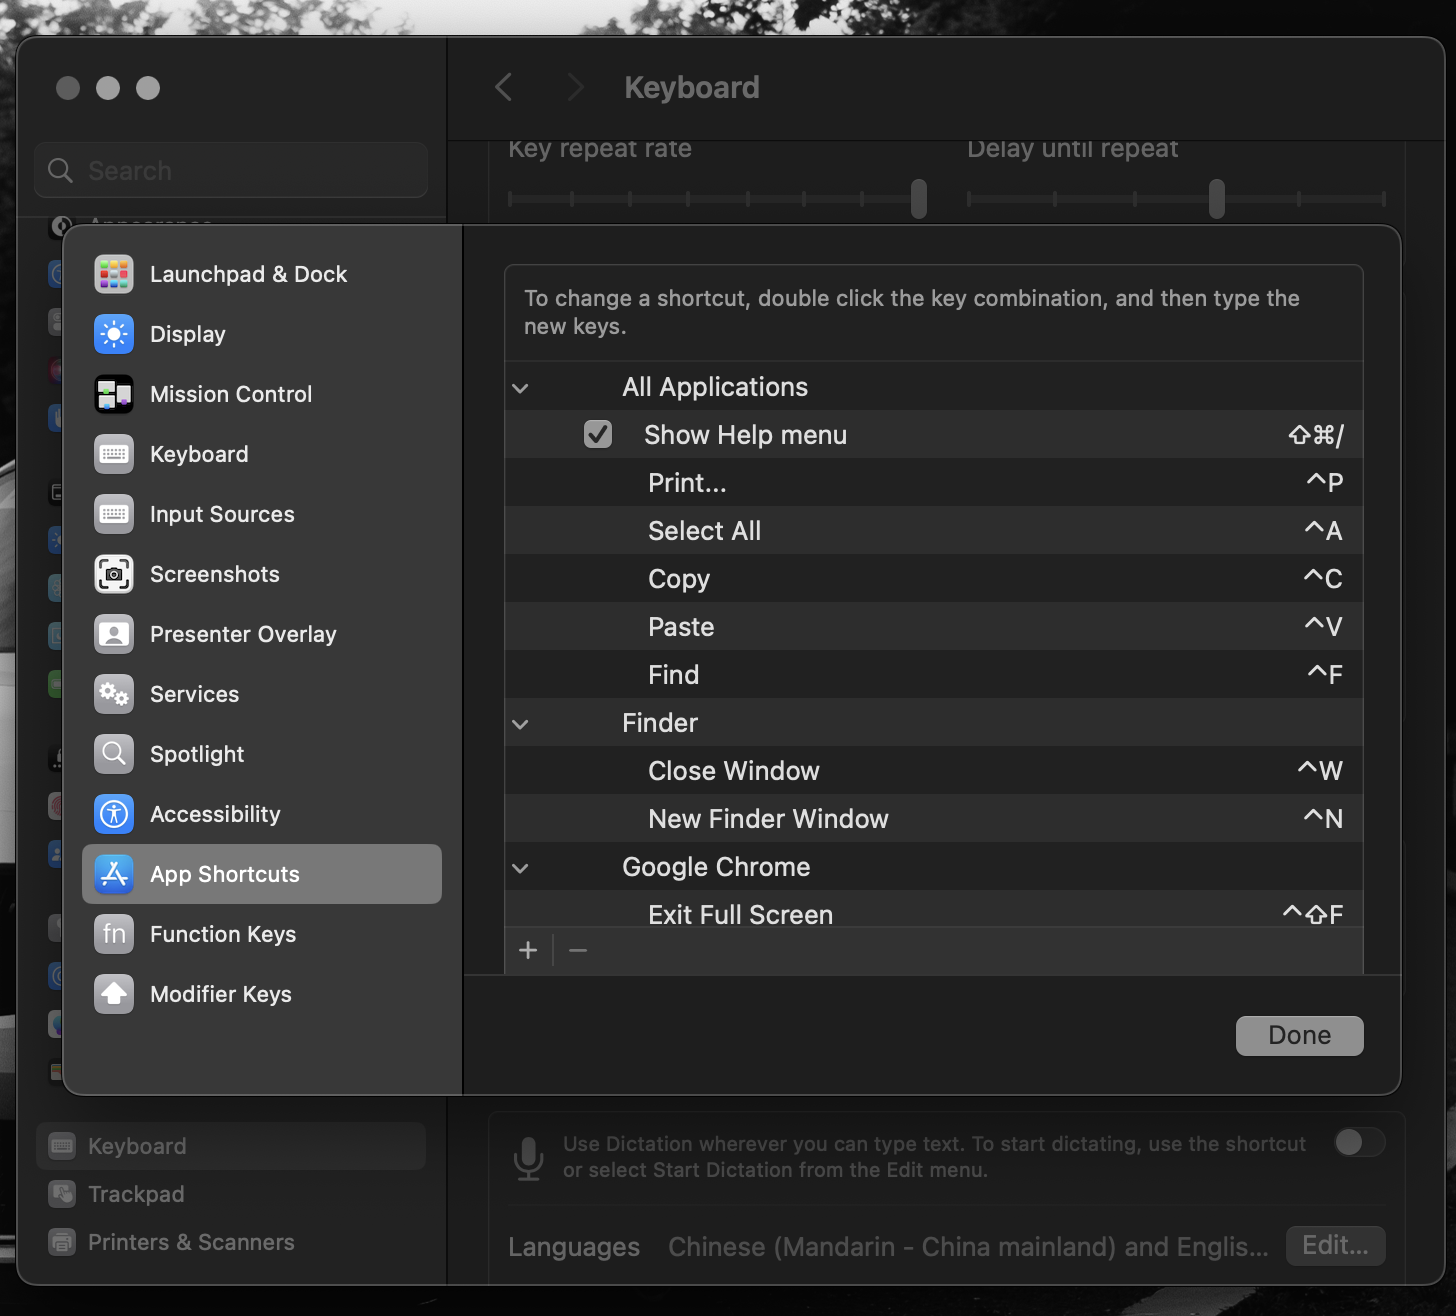 Keyboard
Search
Key repeat rate
Delay until repeat
Appearance
Launchpad & Dock
Display
Mission Control
Keyboard
Input Sources
Screenshots
Presenter Overlay
Services
Spotlight
Accessibility
App Shortcuts
fn Function Keys
Modifier Keys
To change a shortcut, double click the key combination, and then type the
new keys.
All Applications
Show Help menu ⇧⌘/
Print... ^P
Select All ^A
Copy ^C
Paste ^V
Find ^F
Finder
Close Window ^W
New Finder Window ^N
Google Chrome
Exit Full Screen ^⇧F
+ −
Done
Keyboard
Trackpad
Printers & Scanners
Use Dictation wherever you can type text. To start dictating, use the shortcut
or select Start Dictation from the Edit menu.
Languages Chinese (Mandarin - China mainland) and Englis... Edit...